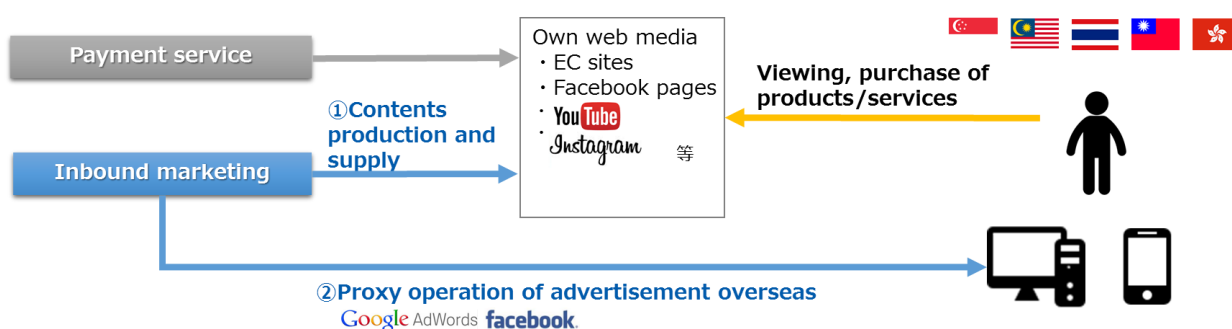 Payment service
Own web media
・EC sites
・Facebook pages
・YouTube
・Instagram 等
Viewing, purchase of
products/services
①Contents
production and
supply
Inbound marketing
②Proxy operation of advertisement overseas
Google AdWords facebook.